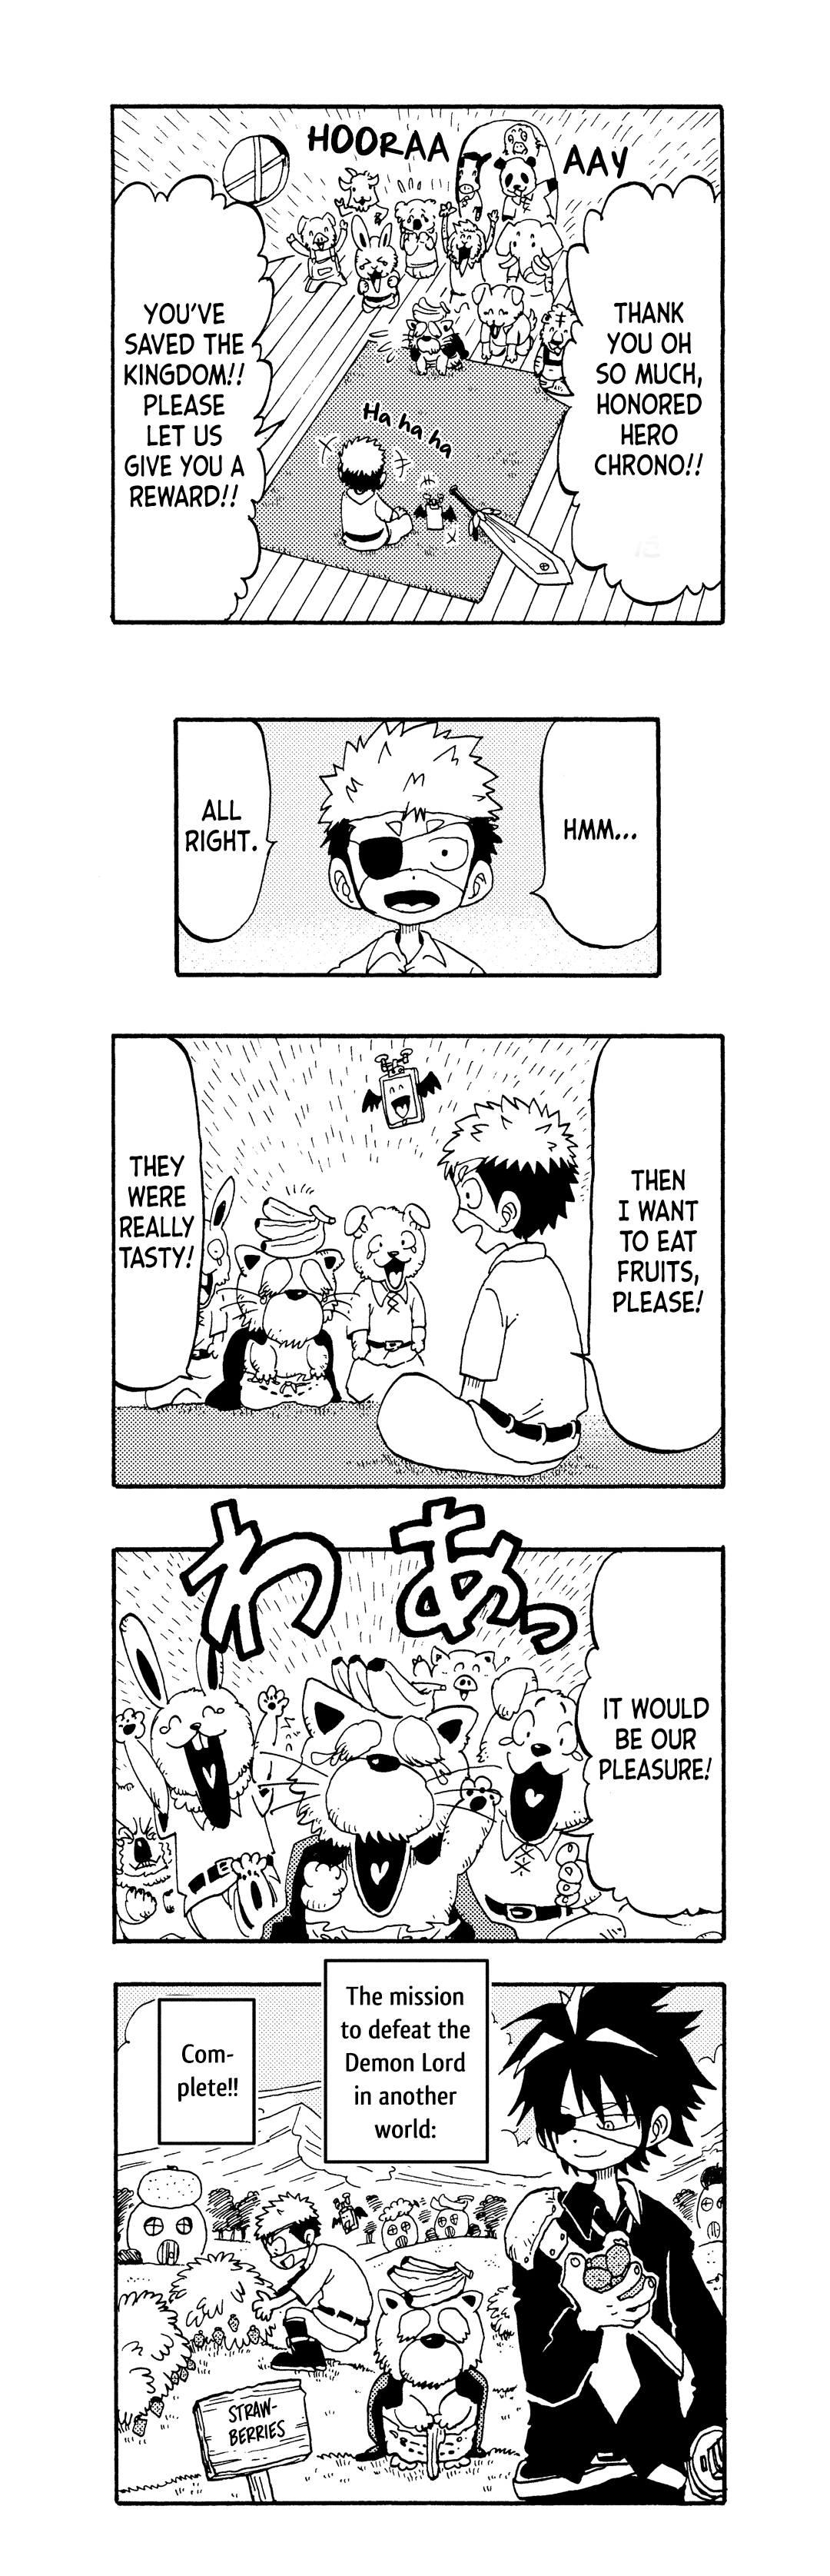 HOORAA
AAY
THANK
YOU OH
SO MUCH,
HONORED
HERO
CHRONO!!
YOU'VE
SAVED THE
KINGDOM!!
PLEASE
LET US
GIVE YOU A
REWARD!!
Ha ha ha
HMM...
ALL
RIGHT.
THEN
I WANT
TO EAT
FRUITS,
PLEASE!
THEY
WERE
REALLY
TASTY!
わあっ
IT WOULD
BE OUR
PLEASURE!
The mission
to defeat the
Demon Lord
in another
world:
Com-
plete!!
STRAW-
BERRIES